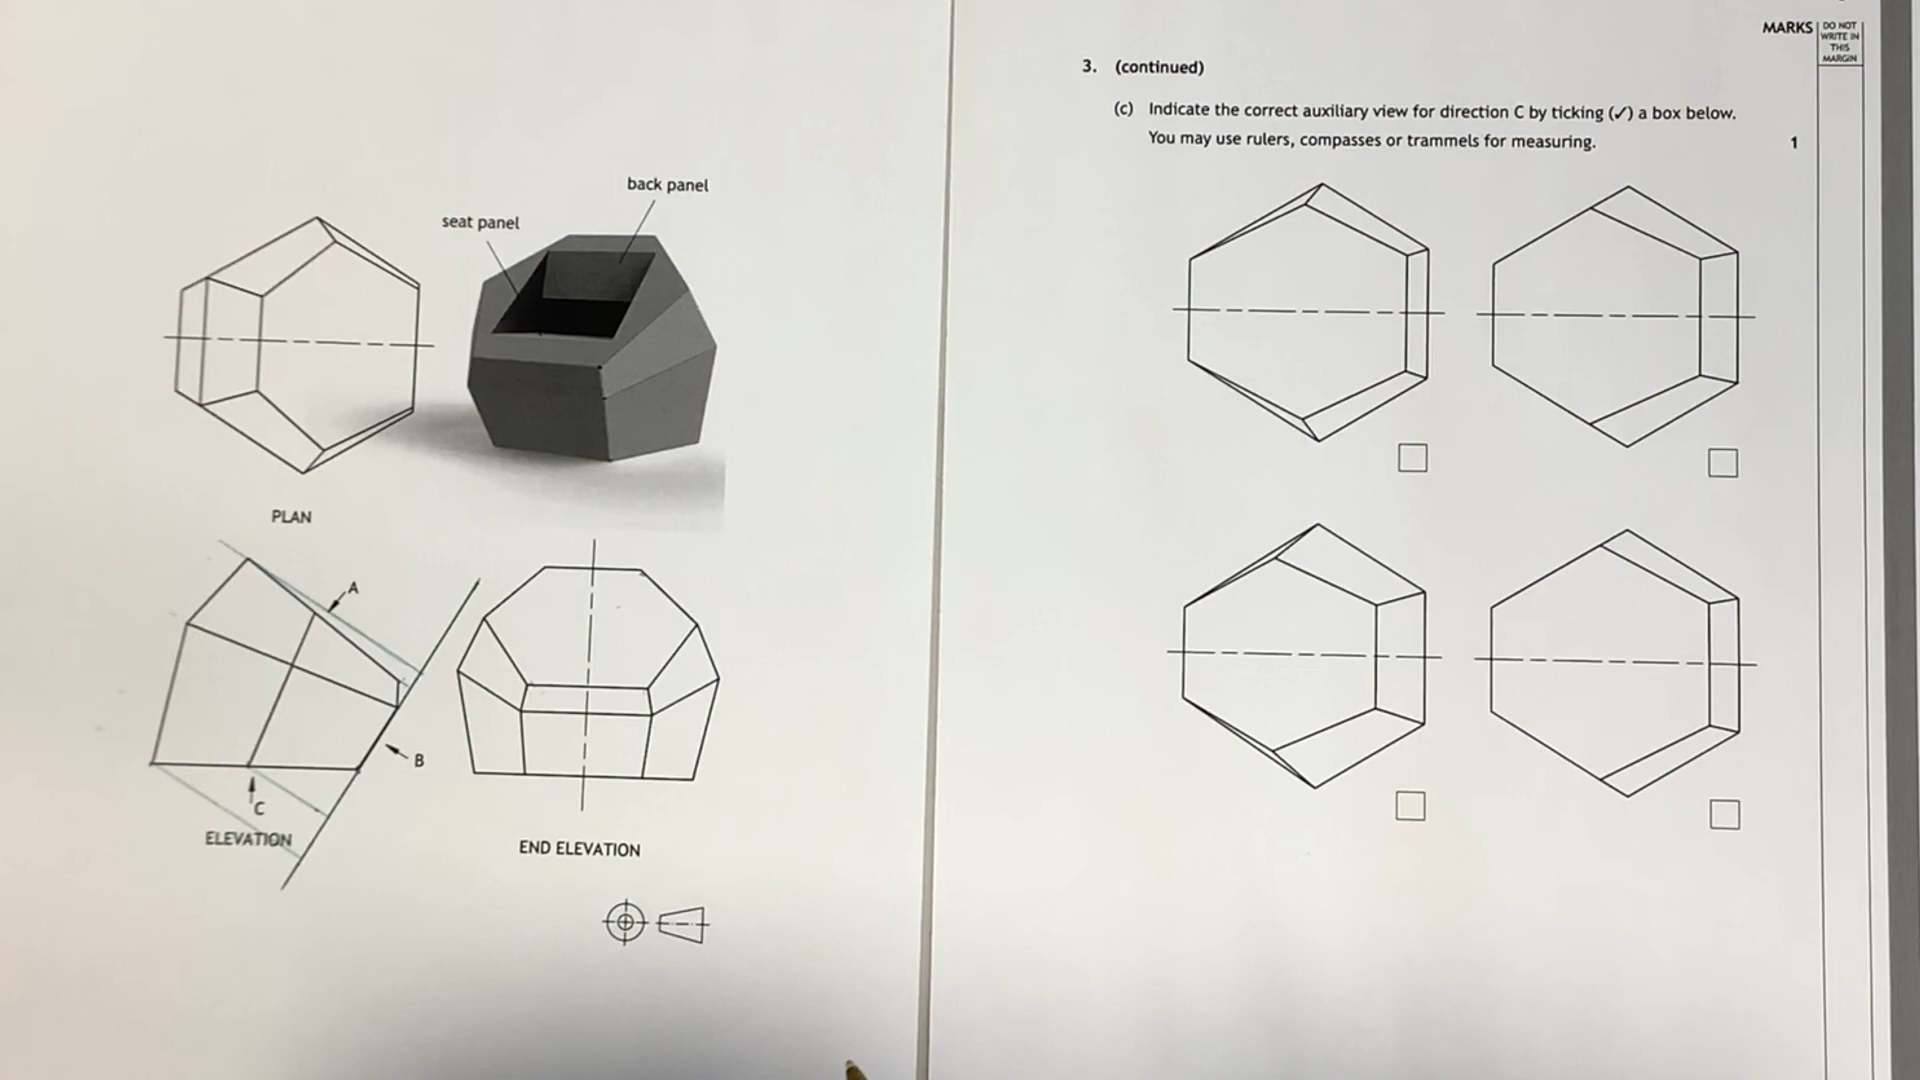 back panel
seat panel
PLAN
A
B
C
ELEVATION
END ELEVATION
MARKS
DO NOT
WRITE IN
THIS
MARGIN
3. (continued)
(c) Indicate the correct auxiliary view for direction C by ticking (✓) a box below.
You may use rulers, compasses or trammels for measuring.
1